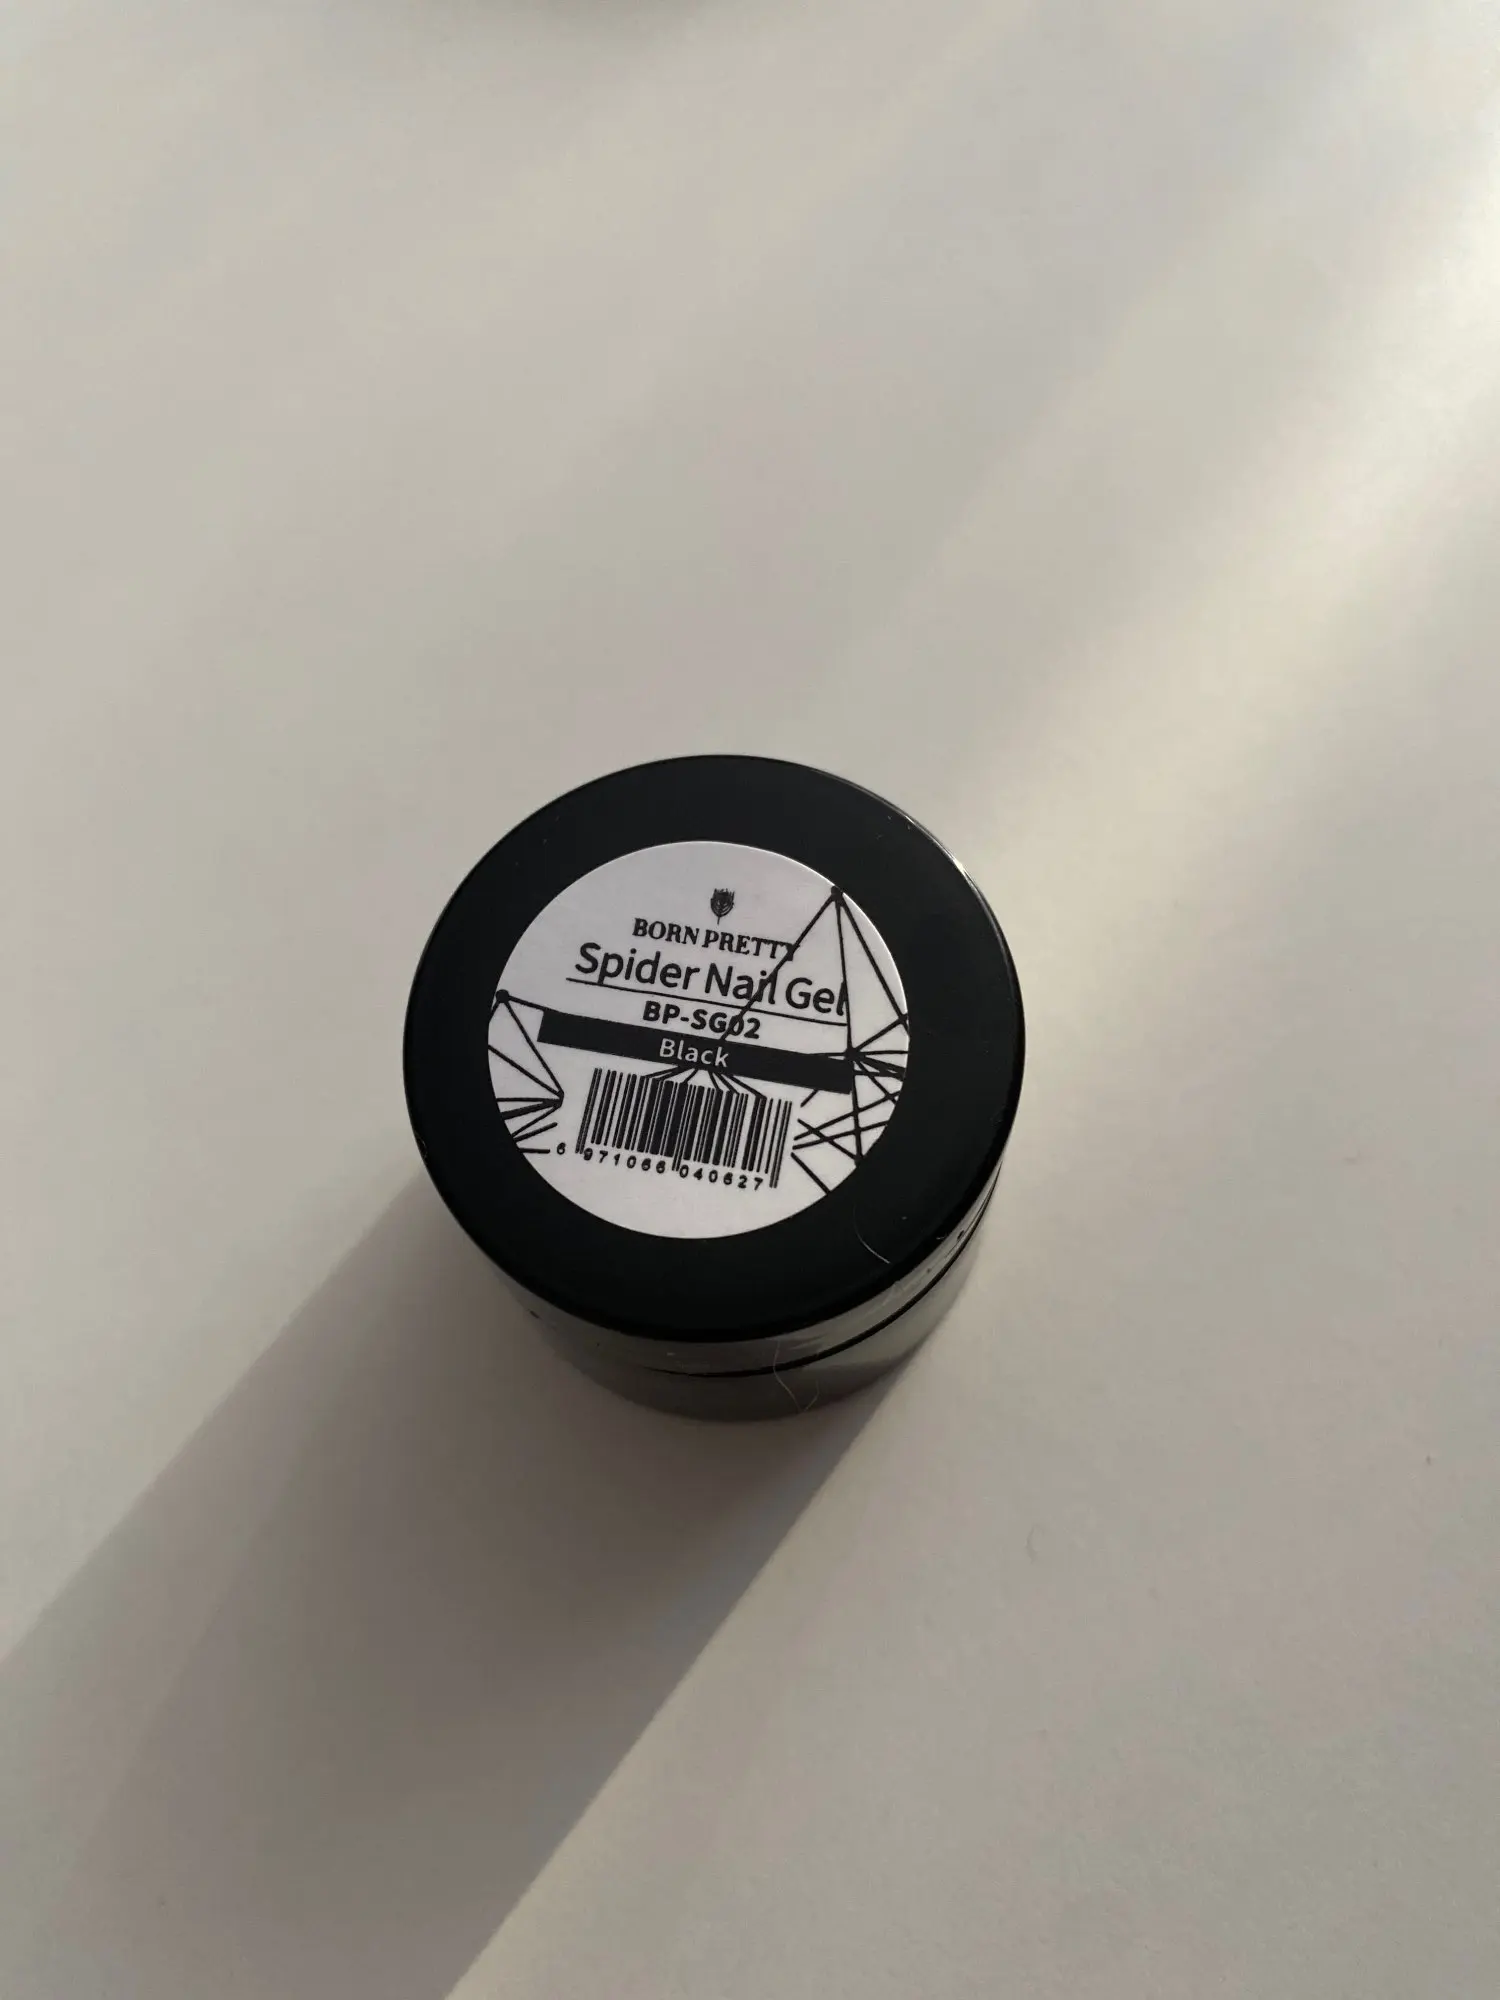 BORN PRETTY
Spider Nail Gel
BP-SG02
Black
6 971066 040627